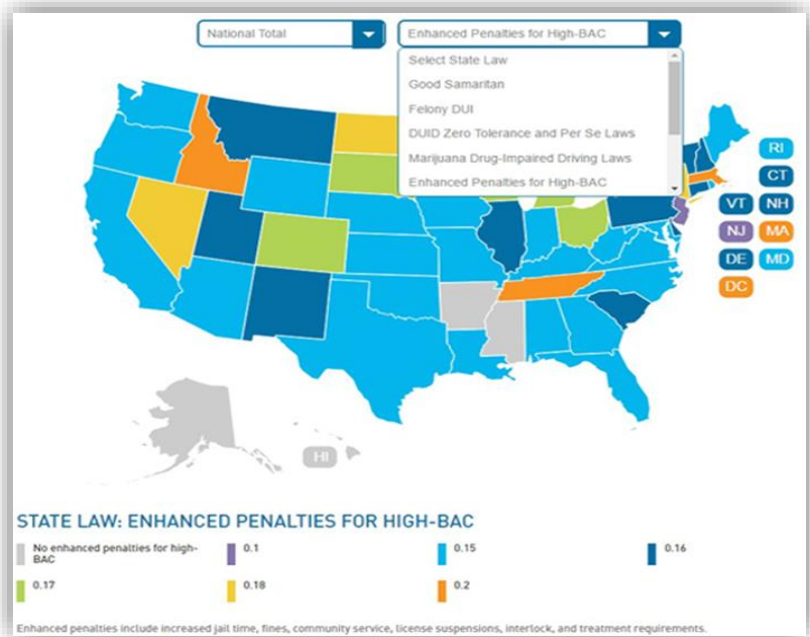 National Total
Enhanced Penalties for High-BAC
Select State Law
Good Samaritan
Felony DUI
DUID Zero Tolerance and Per Se Laws
Marijuana Drug-Impaired Driving Laws
Enhanced Penalties for High-BAC
RI
CT
VT NH
NJ MA
DE MD
DC
HI
STATE LAW: ENHANCED PENALTIES FOR HIGH-BAC
No enhanced penalties for high-
BAC
0.1
0.15
0.16
0.17
0.18
0.2
Enhanced penalties include increased jail time, fines, community service, license suspensions, interlock, and treatment requirements.